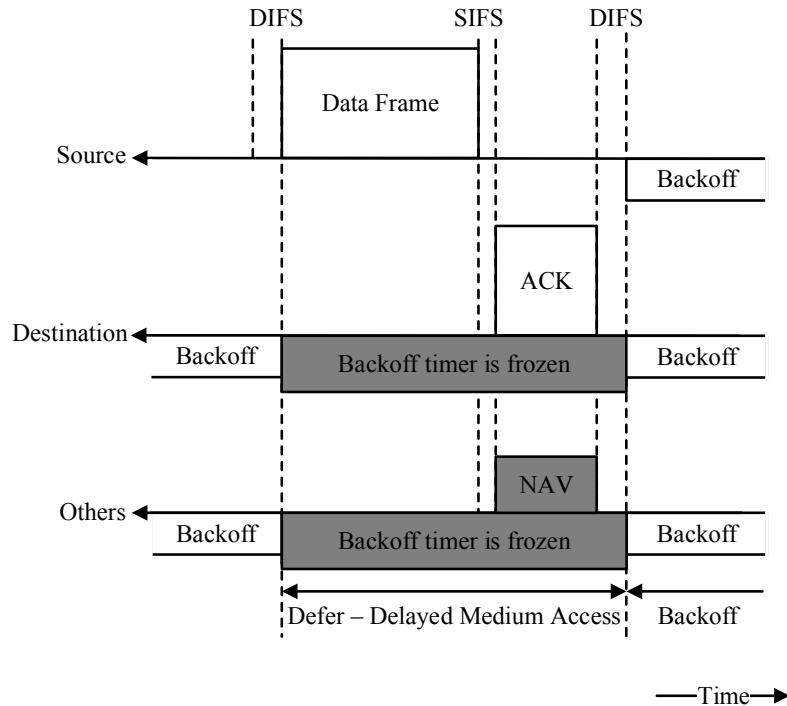 DIFS SIFS DIFS
Data Frame
Source
Backoff
ACK
Destination
Backoff Backoff timer is frozen Backoff
NAV
Others
Backoff Backoff timer is frozen Backoff
Defer – Delayed Medium Access Backoff
Time